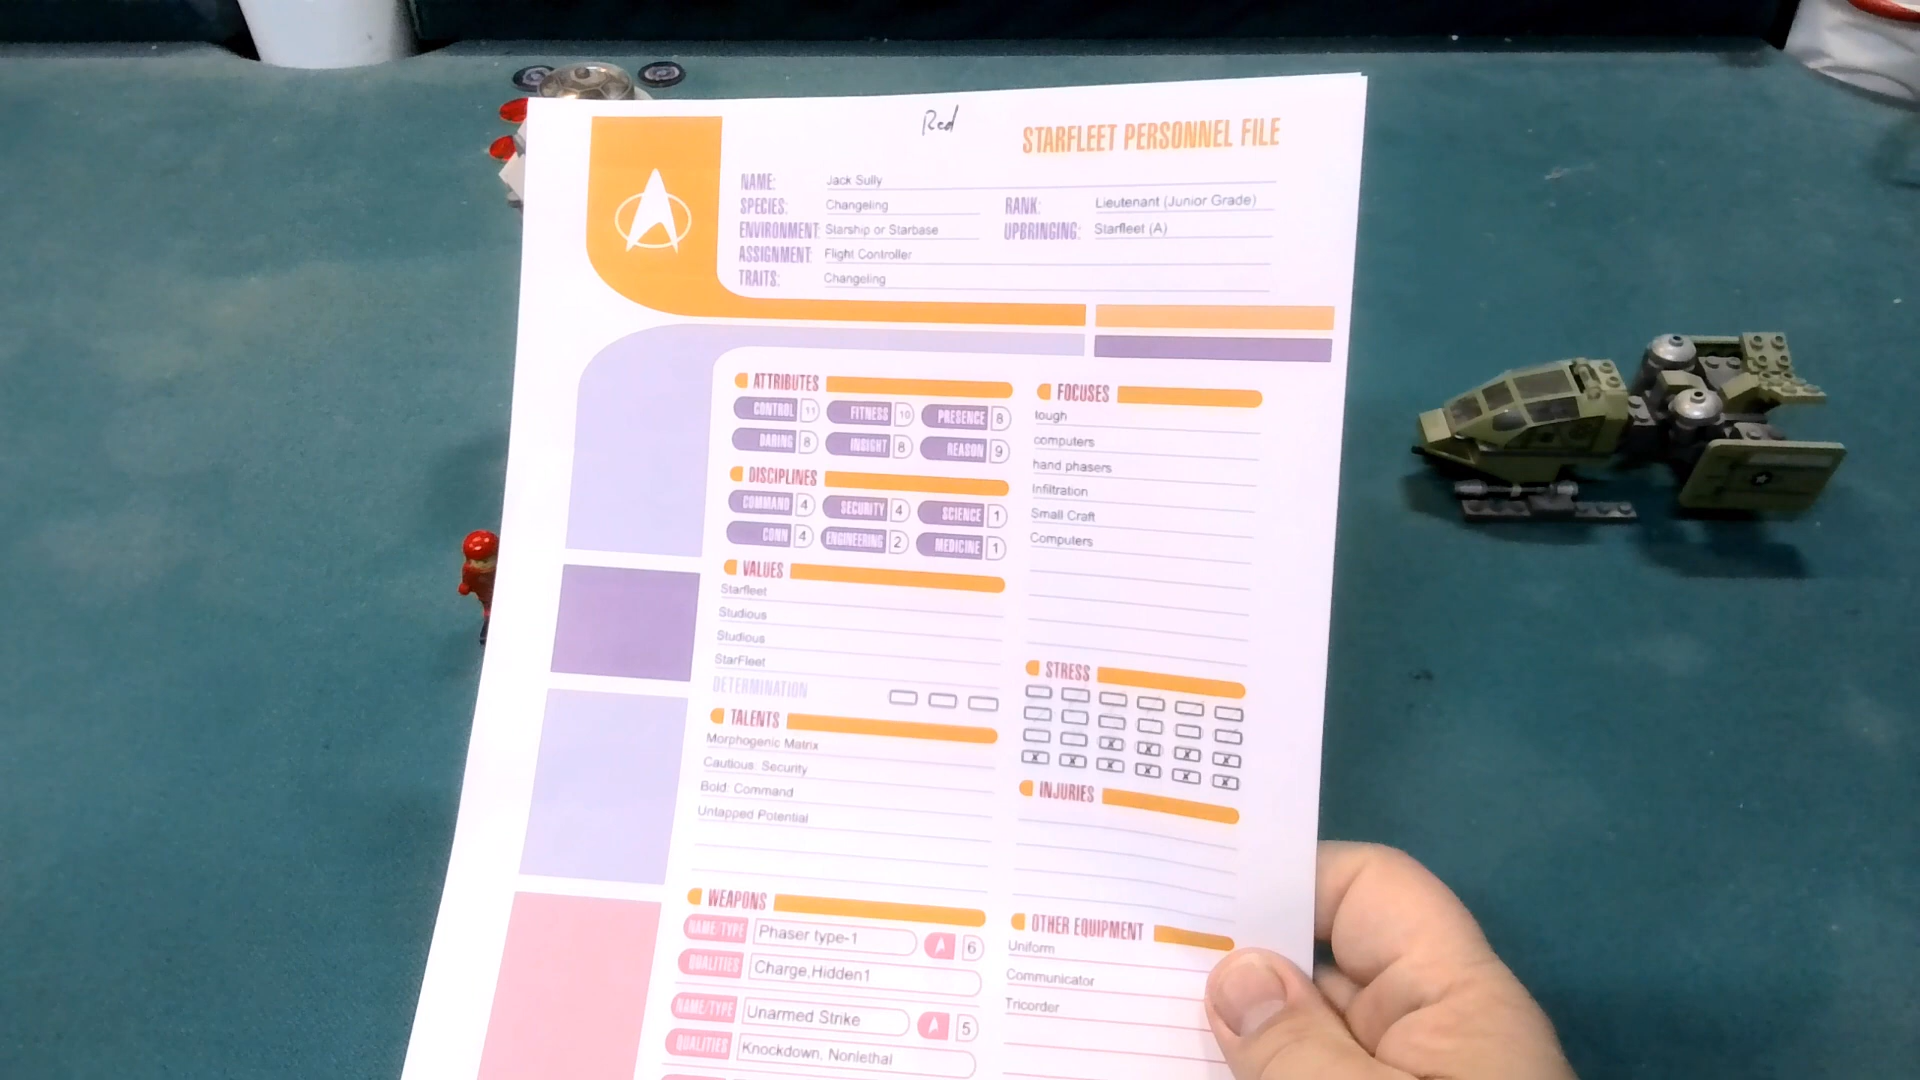 Red
STARFLEET PERSONNEL FILE
NAME: Jack Sully
SPECIES: Changeling RANK: Lieutenant (Junior Grade)
ENVIRONMENT: Starship or Starbase UPBRINGING: Starfleet (A)
ASSIGNMENT: Flight Controller
TRAITS: Changeling
ATTRIBUTES
CONTROL 11 FITNESS 10 PRESENCE 8
DARING 8 INSIGHT 8 REASON 9
DISCIPLINES
COMMAND 4 SECURITY 4 SCIENCE 1
CONN 4 ENGINEERING 2 MEDICINE 1
VALUES
Starfleet
Studious
Studious
StarFleet
DETERMINATION
TALENTS
Morphogenic Matrix
Cautious: Security
Bold: Command
Untapped Potential
WEAPONS
NAME/TYPE Phaser type-1 6
QUALITIES Charge,Hidden1
NAME/TYPE Unarmed Strike 5
QUALITIES Knockdown, Nonlethal
FOCUSES
tough
computers
hand phasers
Infiltration
Small Craft
Computers
STRESS
X X X X
X X X X X X
INJURIES
OTHER EQUIPMENT
Uniform
Communicator
Tricorder